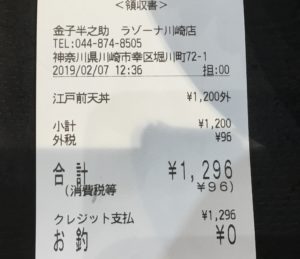 <領収書>
金子半之助 ラゾーナ川崎店
TEL:044-874-8505
神奈川県川崎市幸区堀川町72-1
2019/02/07 12:36 担:00
江戸前天丼 ¥1,200外
小計 ¥1,200
外税 ¥96
合計 ¥1,296
(消費税等 ¥96)
クレジット支払 ¥1,296
お釣 ¥0